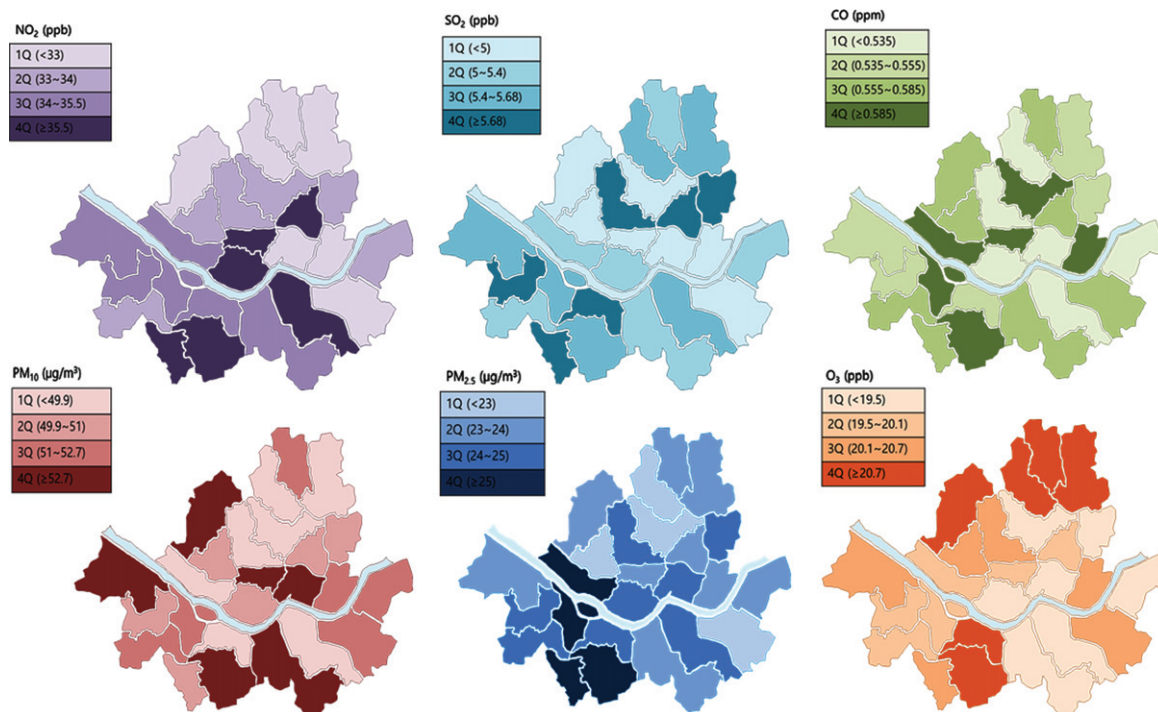 NO₂ (ppb)
1Q (<33)
2Q (33~34)
3Q (34~35.5)
4Q (≥35.5)
SO₂ (ppb)
1Q (<5)
2Q (5~5.4)
3Q (5.4~5.68)
4Q (≥5.68)
CO (ppm)
1Q (<0.535)
2Q (0.535~0.555)
3Q (0.555~0.585)
4Q (≥0.585)
PM₁₀ (μg/m³)
1Q (<49.9)
2Q (49.9~51)
3Q (51~52.7)
4Q (≥52.7)
PM₂.₅ (μg/m³)
1Q (<23)
2Q (23~24)
3Q (24~25)
4Q (≥25)
O₃ (ppb)
1Q (<19.5)
2Q (19.5~20.1)
3Q (20.1~20.7)
4Q (≥20.7)